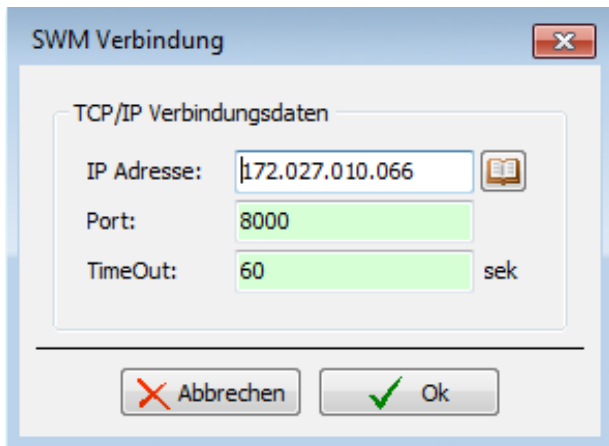 SWM Verbindung
TCP/IP Verbindungsdaten
IP Adresse: 172.027.010.066
Port: 8000
TimeOut: 60 sek
Abbrechen Ok